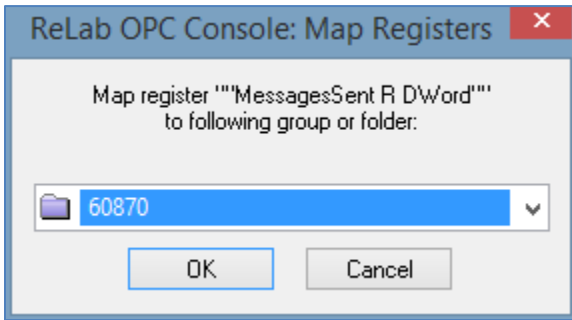 ReLab OPC Console: Map Registers
Map register ""MessagesSent R DWord""
to following group or folder:
60870
OK
Cancel